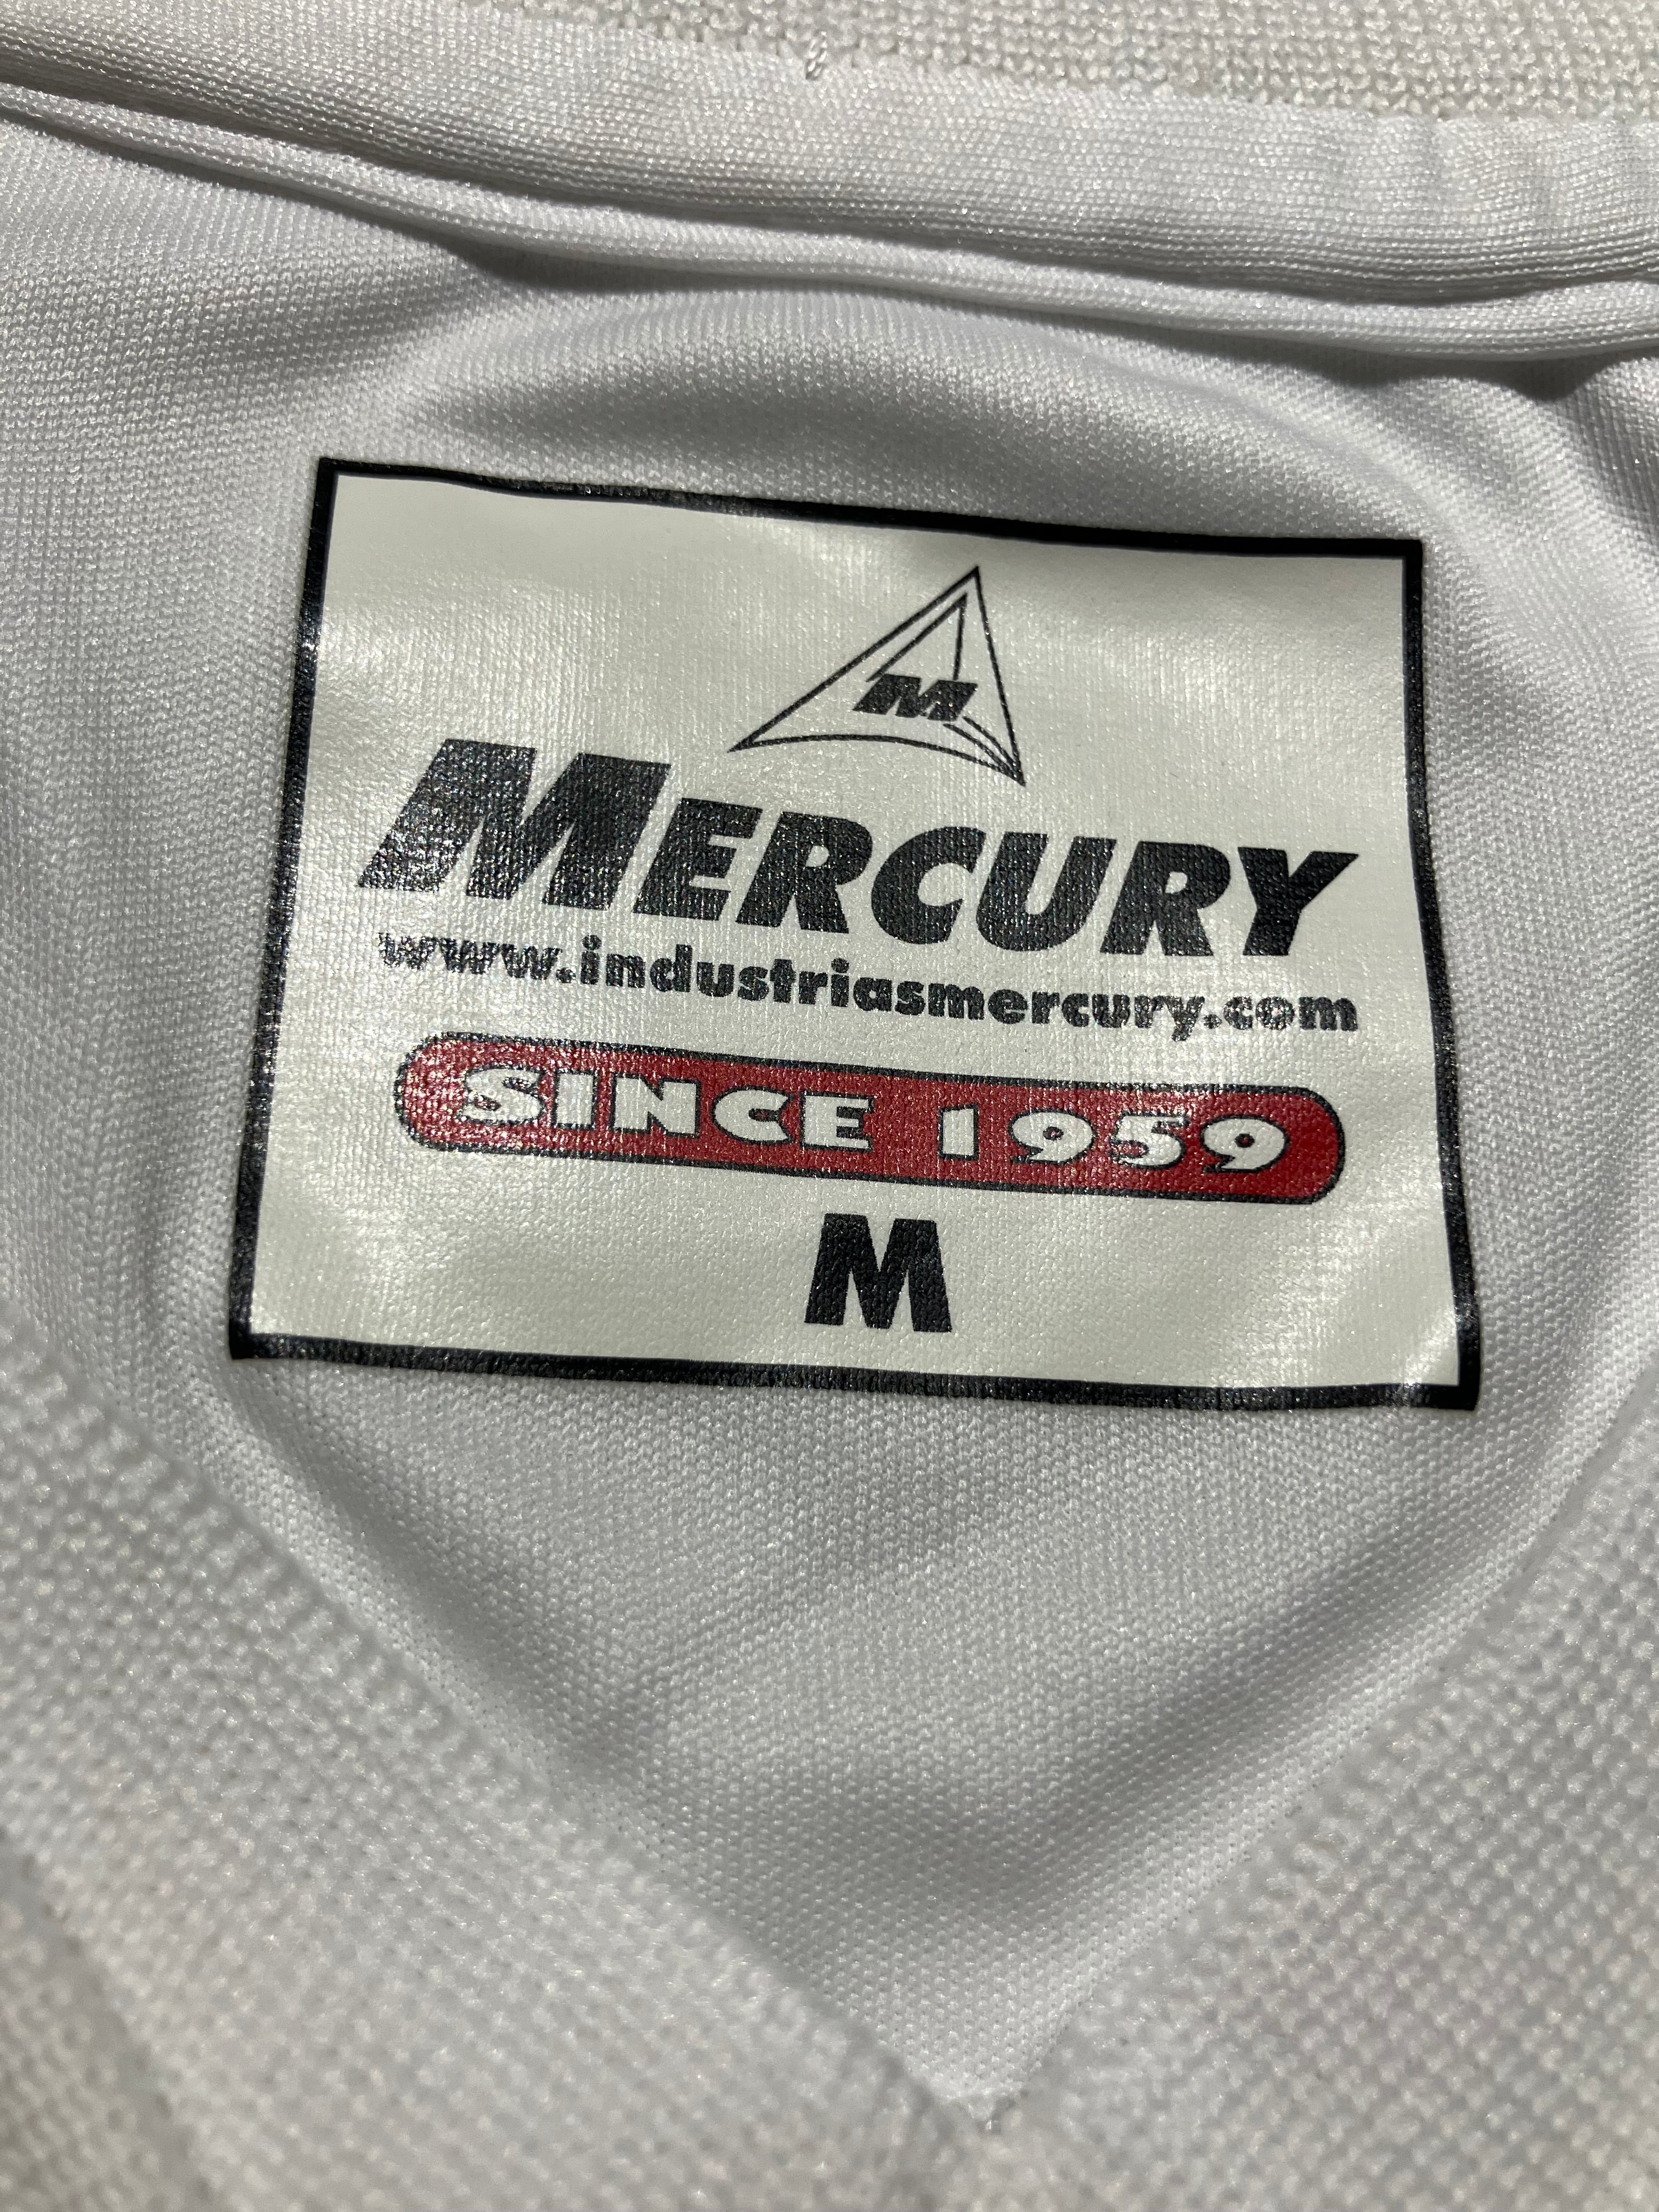 M
MERCURY
www.industriasmercury.com
SINCE 1959
M